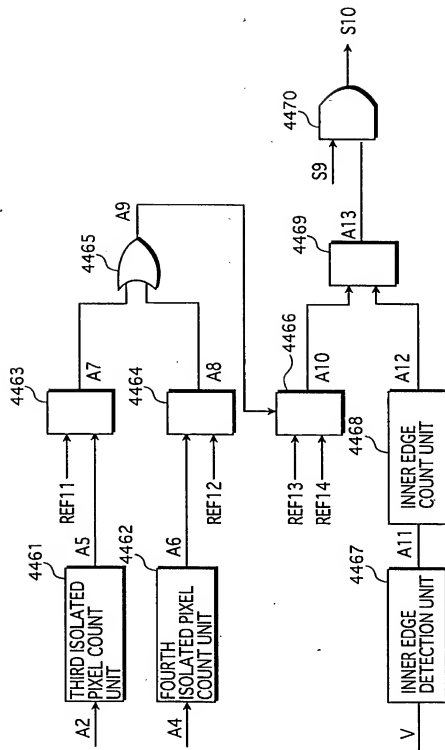 A2
4461
THIRD ISOLATED
PIXEL COUNT
UNIT
A5
REF11
4463
A7
A4
4462
FOURTH
ISOLATED PIXEL
COUNT UNIT
A6
REF12
4464
A8
4465
A9
REF13
REF14
4466
A10
V
4467
INNER EDGE
DETECTION UNIT
A11
4468
INNER EDGE
COUNT UNIT
A12
4469
A13
S9
4470
S10